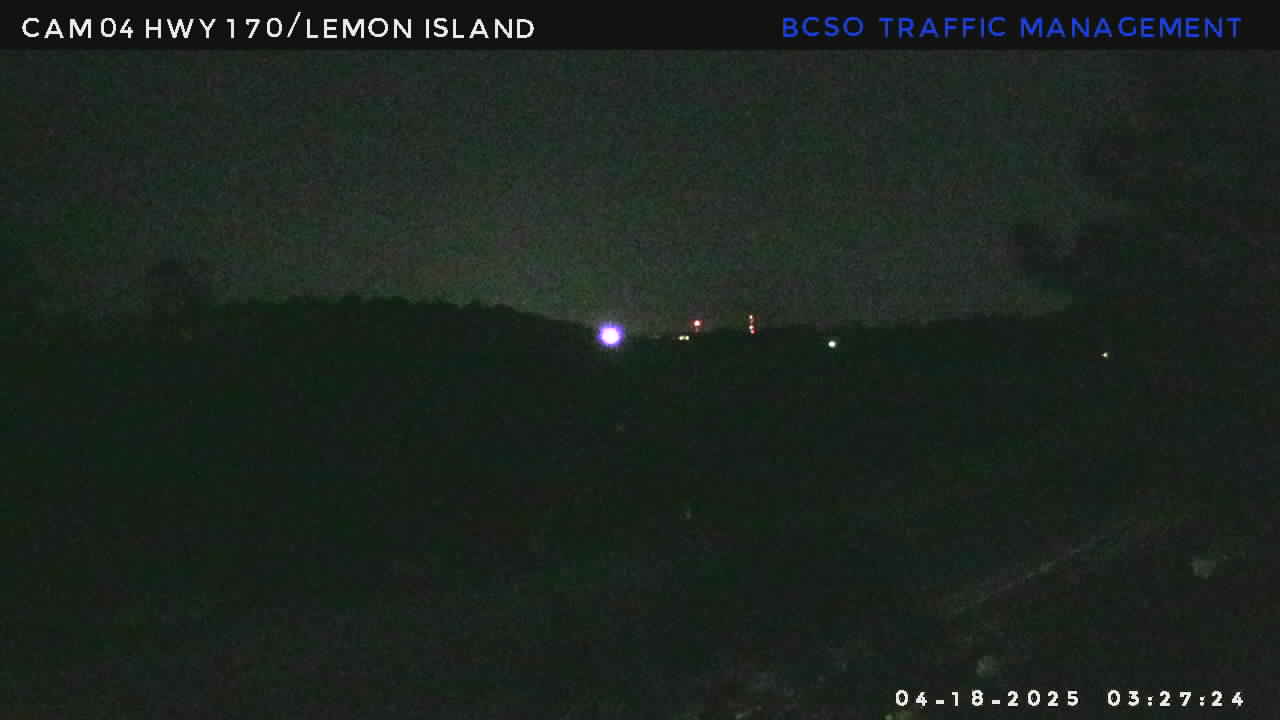 CAM 04 HWY 170/LEMON ISLAND
BCSO TRAFFIC MANAGEMENT
04-18-2025 03:27:24